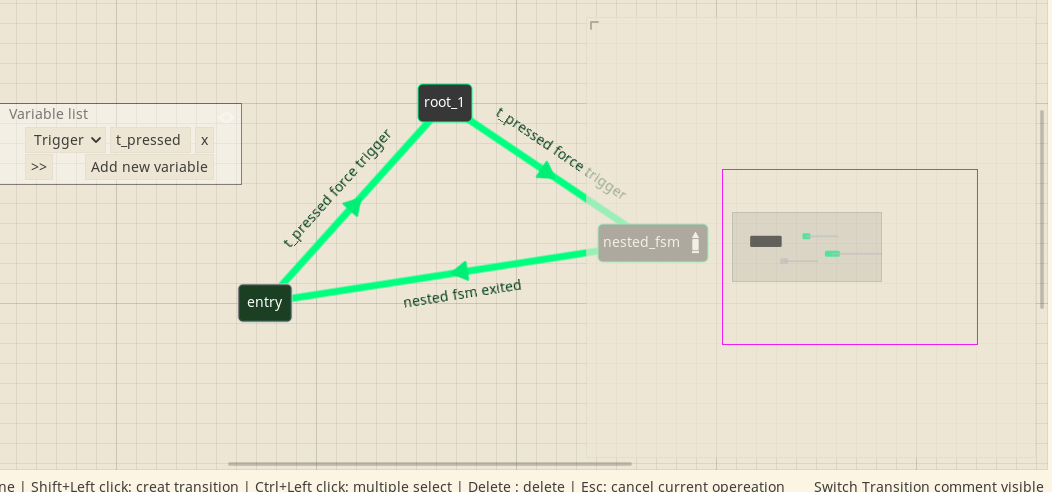 root_1
t_pressed force trigger
t_pressed force trigger
Variable list
Trigger t_pressed x
>> Add new variable
nested_fsm
nested fsm exited
entry
ne | Shift+Left click: creat transition | Ctrl+Left click: multiple select | Delete : delete | Esc: cancel current opereation Switch Transition comment visible